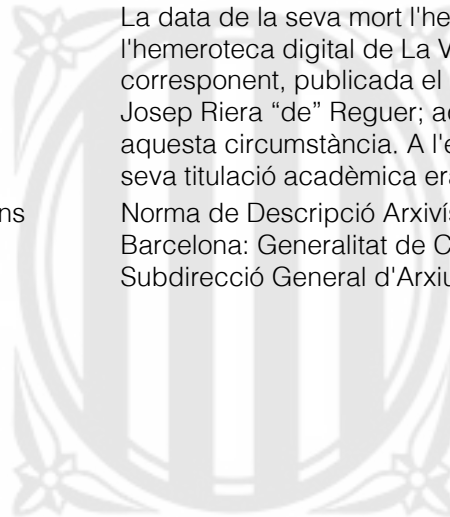 La data de la seva mort l'he
l'hemeroteca digital de La V
corresponent, publicada el
Josep Riera “de” Reguer; a
aquesta circumstància. A l'e
seva titulació acadèmica era
ns Norma de Descripció Arxivís
Barcelona: Generalitat de C
Subdirecció General d'Arxiu